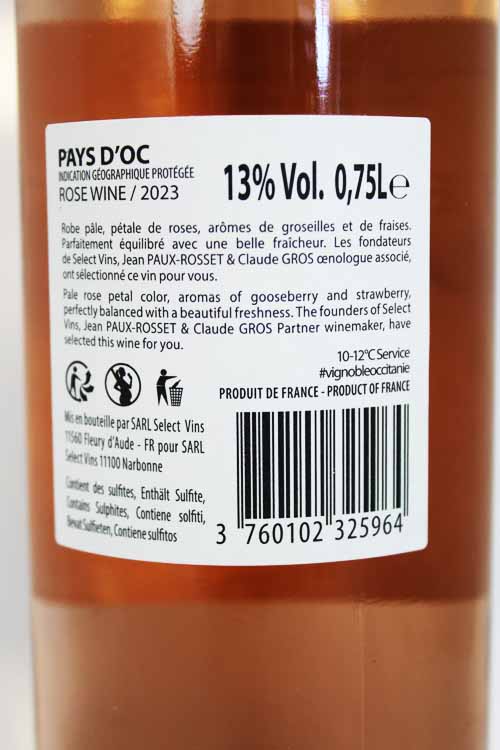 PAYS D'OC
INDICATION GÉOGRAPHIQUE PROTÉGÉE
ROSE WINE / 2023
13% Vol. 0,75L℮
Robe pâle, pétale de roses, arômes de groseilles et de fraises.
Parfaitement équilibré avec une belle fraîcheur. Les fondateurs
de Select Vins, Jean PAUX-ROSSET & Claude GROS œnologue associé,
ont sélectionné ce vin pour vous.
Pale rose petal color, aromas of gooseberry and strawberry,
perfectly balanced with a beautiful freshness. The founders of Select
Vins, Jean PAUX-ROSSET & Claude GROS Partner winemaker, have
selected this wine for you.
10-12°C Service
#vignobleoccitanie
PRODUIT DE FRANCE - PRODUCT OF FRANCE
Mis en bouteille par SARL Select Vins
11560 Fleury d'Aude - FR pour SARL
Select Vins 11100 Narbonne
Contient des sulfites, Enthält Sulfite,
Contains Sulphites, Contiene solfiti,
Bevat Sulfieten, Contiene sulfitos
3 760102 325964